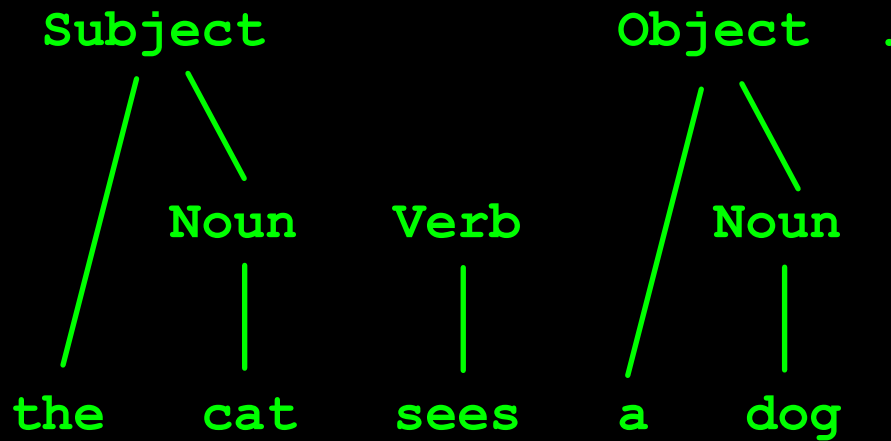 Subject Object .
Noun Verb Noun
the cat sees a dog